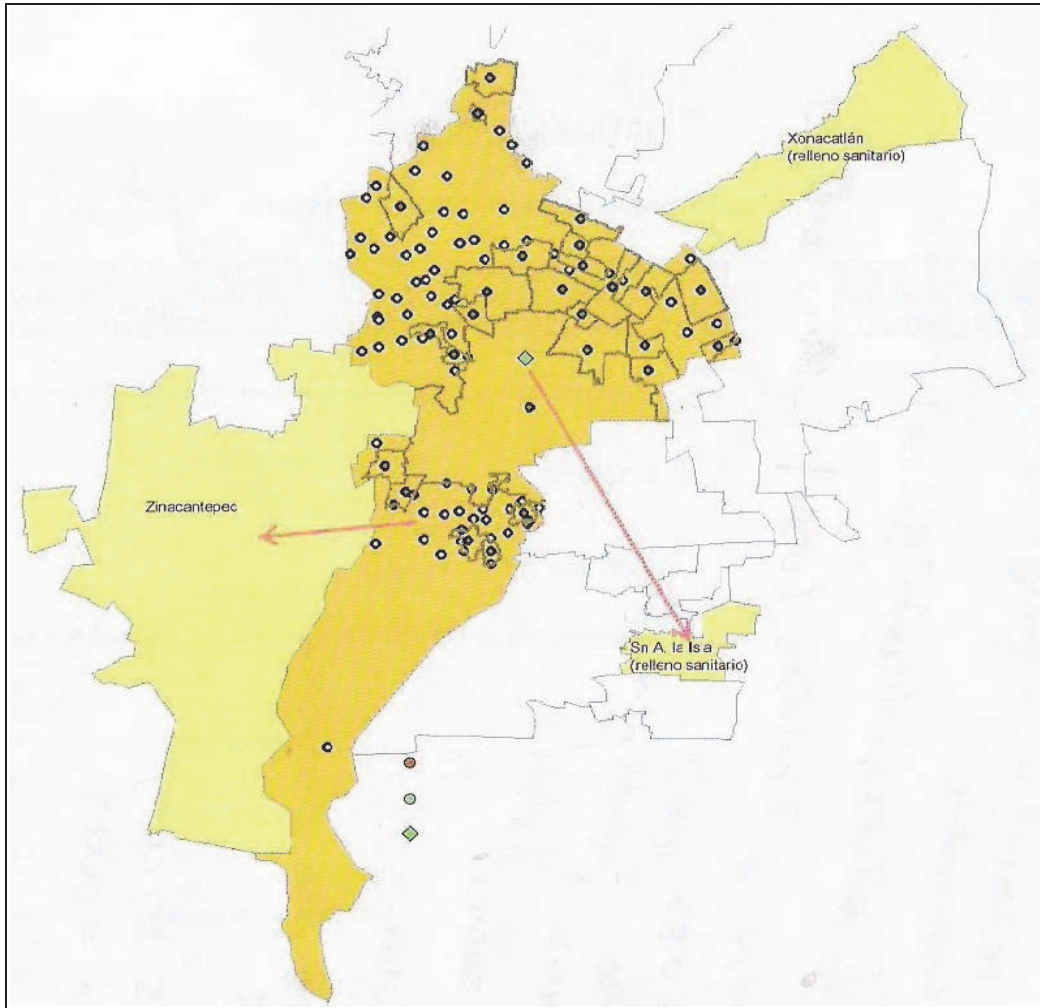 Xonacatlán
(relleno sanitario)
Zinacantepec
Sn A. la Isla
(relleno sanitario)